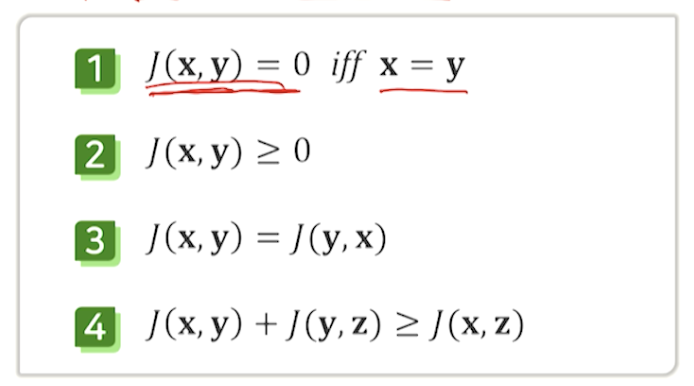 1 J(x, y) = 0 iff x = y
2 J(x, y) ≥ 0
3 J(x, y) = J(y, x)
4 J(x, y) + J(y, z) ≥ J(x, z)